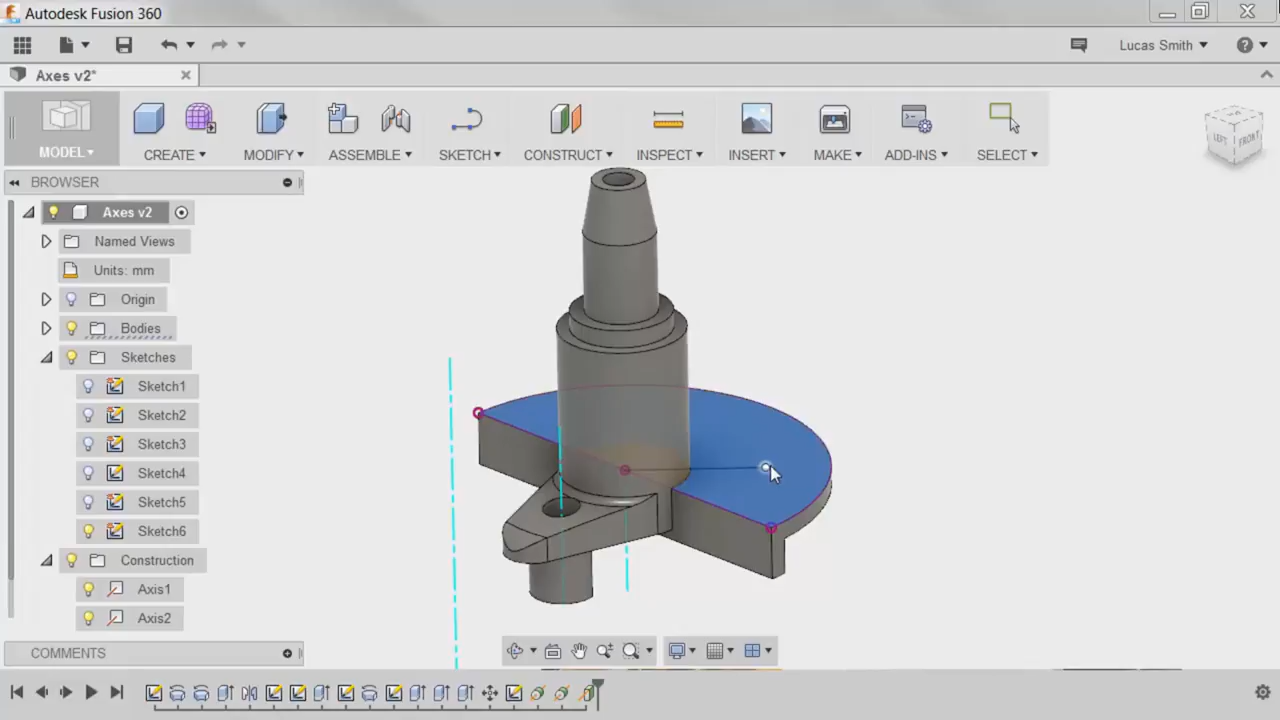 Autodesk Fusion 360
Lucas Smith
Axes v2*
MODEL
CREATE
MODIFY
ASSEMBLE
SKETCH
CONSTRUCT
INSPECT
INSERT
MAKE
ADD-INS
SELECT
LEFT
FRONT
BROWSER
Axes v2
Named Views
Units: mm
Origin
Bodies
Sketches
Sketch1
Sketch2
Sketch3
Sketch4
Sketch5
Sketch6
Construction
Axis1
Axis2
COMMENTS